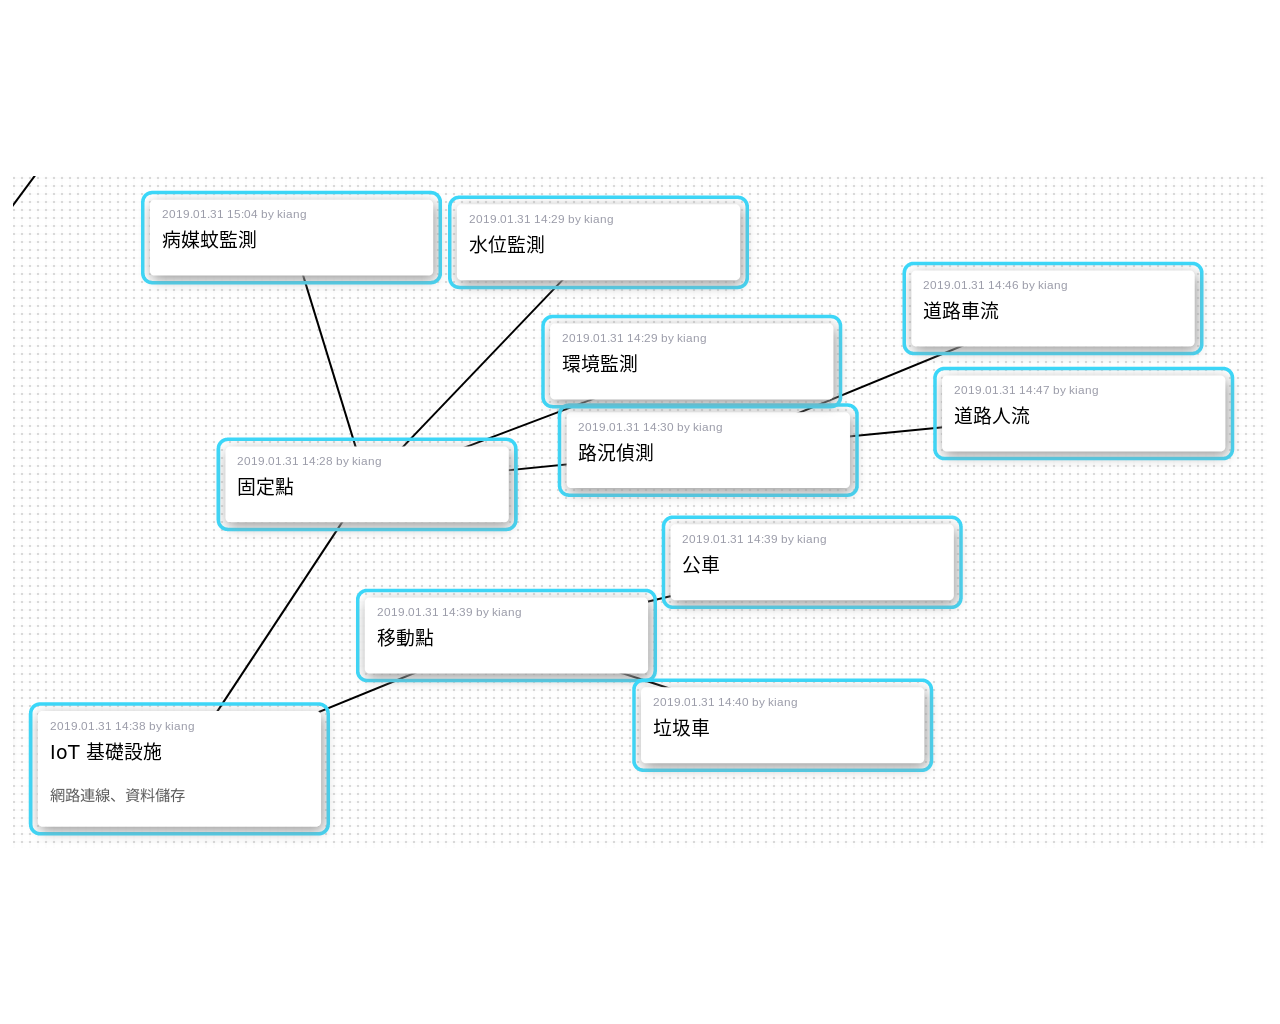 2019.01.31 15:04 by kiang
病媒蚊監測
2019.01.31 14:29 by kiang
水位監測
2019.01.31 14:46 by kiang
道路車流
2019.01.31 14:29 by kiang
環境監測
2019.01.31 14:47 by kiang
道路人流
2019.01.31 14:30 by kiang
路況偵測
2019.01.31 14:28 by kiang
固定點
2019.01.31 14:39 by kiang
公車
2019.01.31 14:39 by kiang
移動點
2019.01.31 14:40 by kiang
垃圾車
2019.01.31 14:38 by kiang
IoT 基礎設施
網路連線、資料儲存